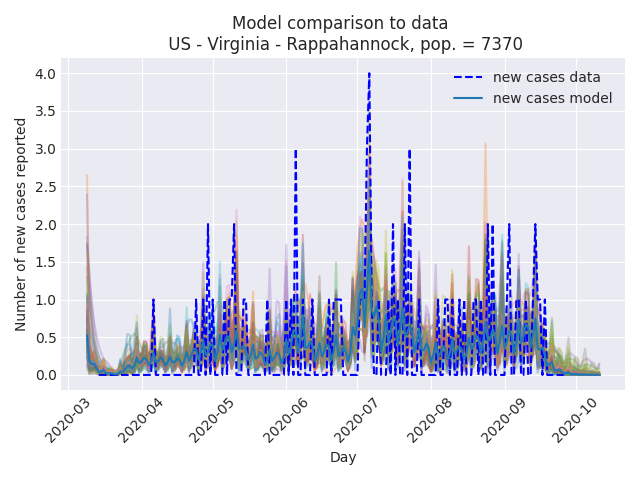 Model comparison to data
US - Virginia - Rappahannock, pop. = 7370
new cases data
new cases model
Number of new cases reported
4.0
3.5
3.0
2.5
2.0
1.5
1.0
0.5
0.0
2020-03
2020-04
2020-05
2020-06
2020-07
2020-08
2020-09
2020-10
Day